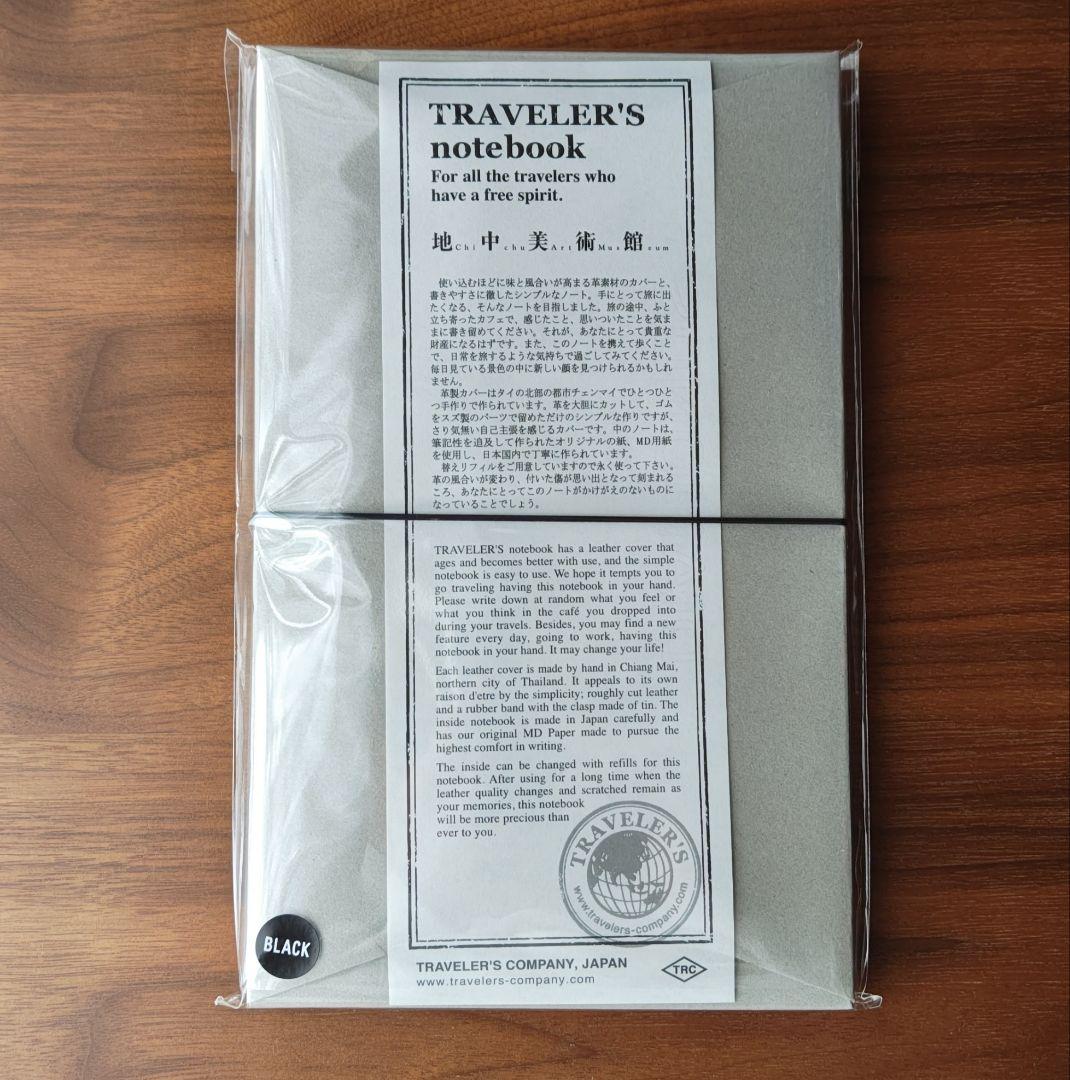 TRAVELER'S
notebook
For all the travelers who
have a free spirit.
地Chi中chu美Art術Mus館eum
使い込むほどに味と風合いが高まる革素材のカバーと、
書きやすさに徹したシンプルなノート。手にとって旅に出
たくなる、そんなノートを目指しました。旅の途中、ふと
立ち寄ったカフェで、感じたこと、思いついたことを気ま
まに書き留めてください。それが、あなたにとって貴重な
財産になるはずです。また、このノートを携えて歩くこと
で、日常を旅するような気持ちで過ごしてみてください。
毎日見ている景色の中に新しい顔を見つけられるかもしれ
ません。
革製カバーはタイの北部の都市チェンマイでひとつひと
つ手作りで作られています。革を大胆にカットして、ゴム
をスズ製のパーツで留めただけのシンプルな作りですが、
さり気無い自己主張を感じるカバーです。中のノートは、
筆記性を追及して作られたオリジナルの紙、MD用紙
を使用し、日本国内で丁寧に作られています。
替えリフィルをご用意していますので永く使って下さい。
革の風合いが変わり、付いた傷が思い出となって刻まれる
ころ、あなたにとってこのノートがかけがえのないものに
なっていることでしょう。
TRAVELER'S notebook has a leather cover that
ages and becomes better with use, and the simple
notebook is easy to use. We hope it tempts you to
go traveling having this notebook in your hand.
Please write down at random what you feel or
what you think in the café you dropped into
during your travels. Besides, you may find a new
feature every day, going to work, having this
notebook in your hand. It may change your life!
Each leather cover is made by hand in Chiang Mai,
northern city of Thailand. It appeals to its own
raison d'etre by the simplicity; roughly cut leather
and a rubber band with the clasp made of tin. The
inside notebook is made in Japan carefully and
has our original MD Paper made to pursue the
highest comfort in writing.
The inside can be changed with refills for this
notebook. After using for a long time when the
leather quality changes and scratched remain as
your memories, this notebook
will be more precious than
ever to you.
TRAVELER'S
www.travelers-company.com
BLACK
TRAVELER'S COMPANY, JAPAN
www.travelers-company.com
TRC